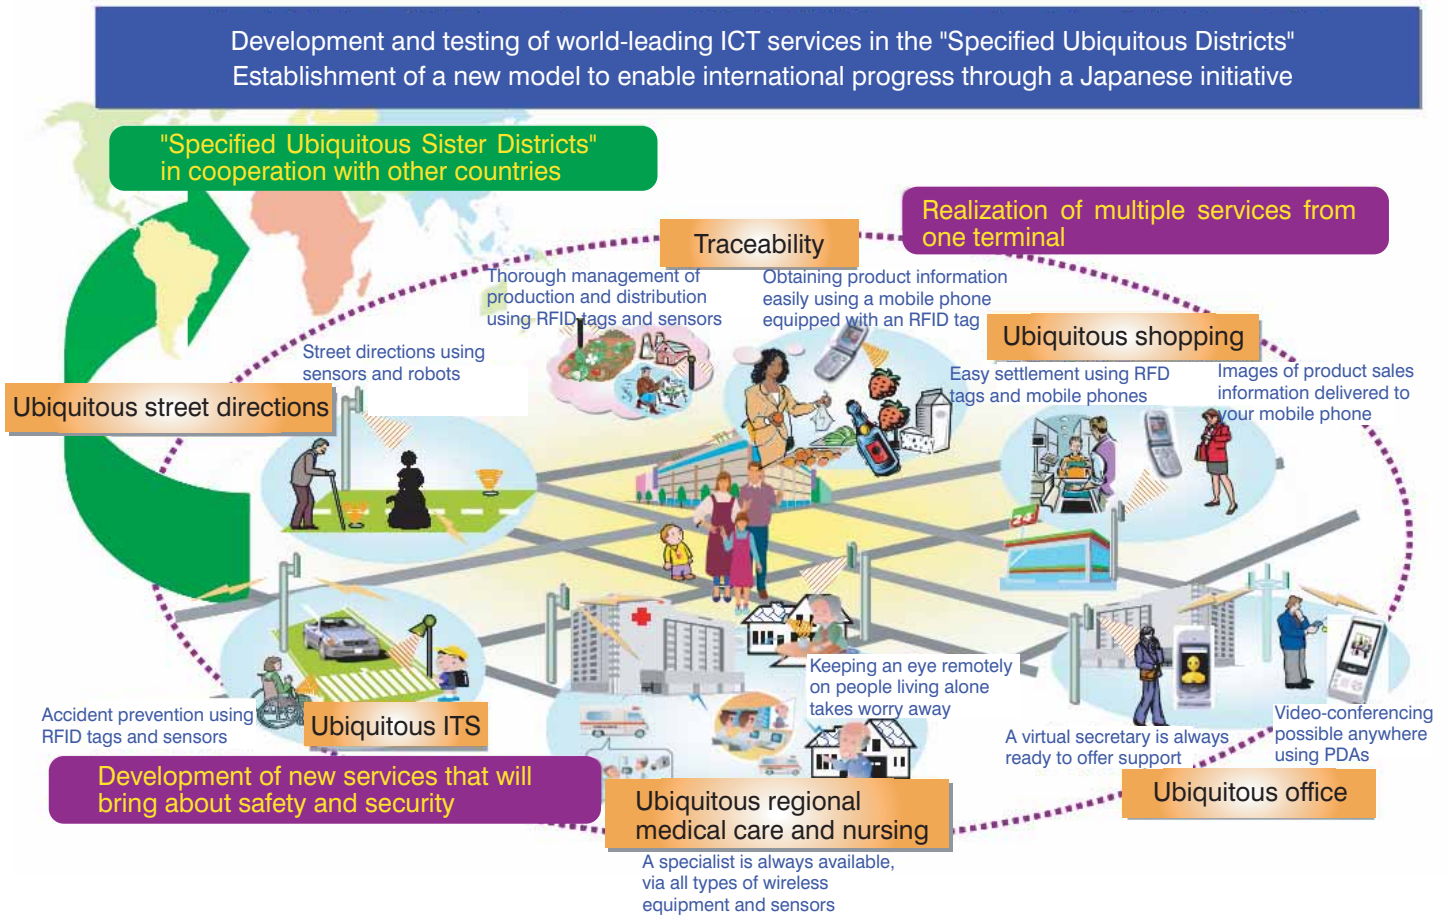 Development and testing of world-leading ICT services in the "Specified Ubiquitous Districts"
Establishment of a new model to enable international progress through a Japanese initiative
"Specified Ubiquitous Sister Districts"
in cooperation with other countries
Realization of multiple services from
one terminal
Traceability
Thorough management of
production and distribution
using RFID tags and sensors
Obtaining product information
easily using a mobile phone
equipped with an RFID tag
Ubiquitous shopping
Easy settlement using RFD
tags and mobile phones
Images of product sales
information delivered to
your mobile phone
Street directions using
sensors and robots
Ubiquitous street directions
Accident prevention using
RFID tags and sensors
Ubiquitous ITS
Keeping an eye remotely
on people living alone
takes worry away
A virtual secretary is always
ready to offer support
Video-conferencing
possible anywhere
using PDAs
Ubiquitous office
Development of new services that will
bring about safety and security
Ubiquitous regional
medical care and nursing
A specialist is always available,
via all types of wireless
equipment and sensors